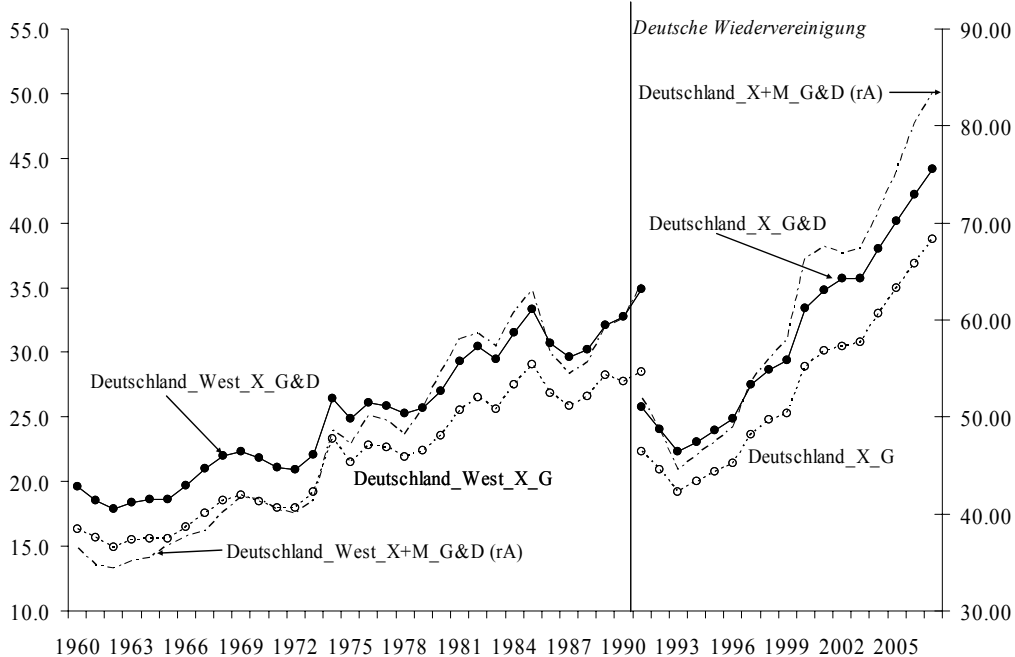 55.0
50.0
45.0
40.0
35.0
30.0
25.0
20.0
15.0
10.0
Deutsche Wiedervereinigung
90.00
80.00
70.00
60.00
50.00
40.00
30.00
Deutschland_X+M_G&D (rA)
Deutschland_X_G&D
Deutschland_West_X_G&D
Deutschland_West_X_G
Deutschland_X_G
Deutschland_West_X+M_G&D (rA)
1960 1963 1966 1969 1972 1975 1978 1981 1984 1987 1990 1993 1996 1999 2002 2005